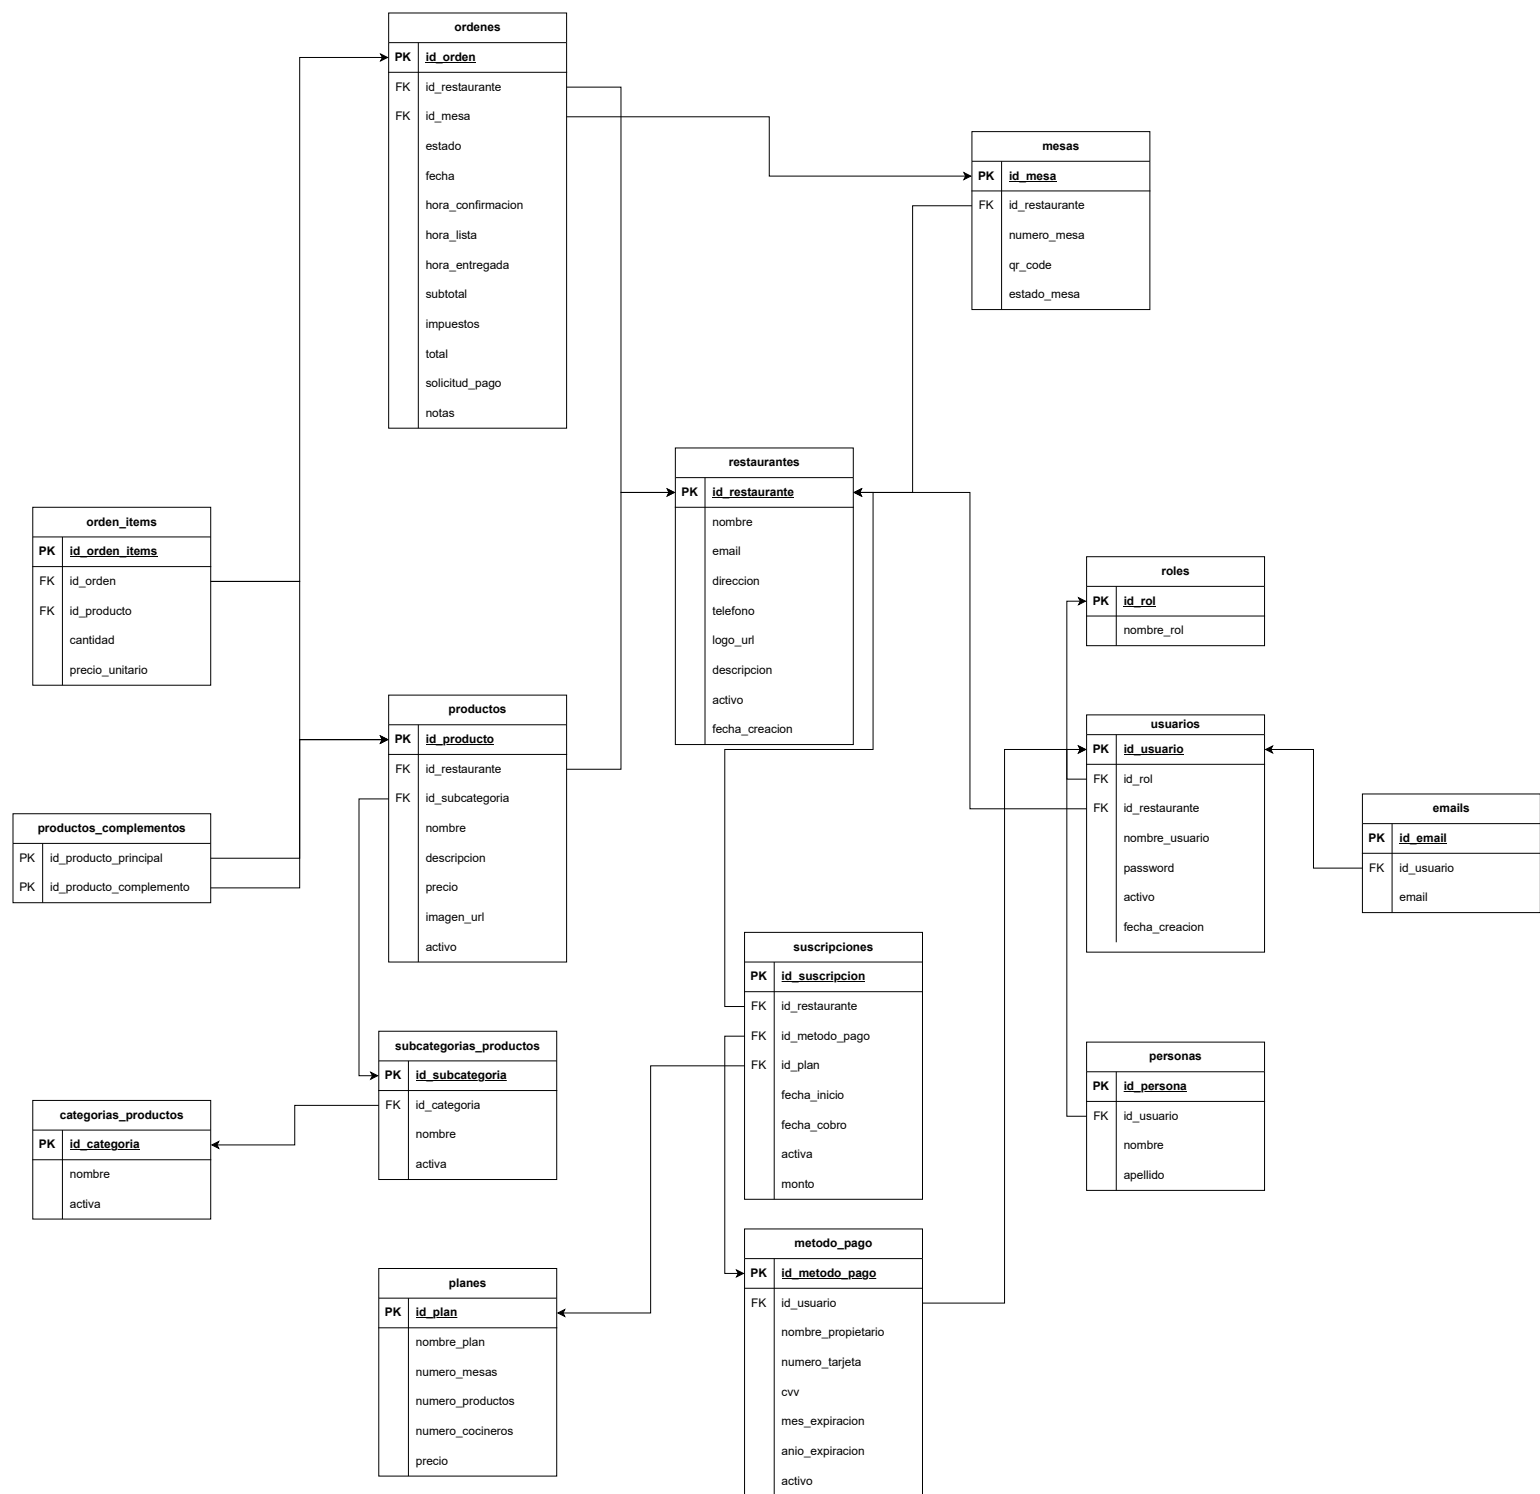 ordenes
PK id_orden
FK id_restaurante
FK id_mesa
estado
fecha
hora_confirmacion
hora_lista
hora_entregada
subtotal
impuestos
total
solicitud_pago
notas
mesas
PK id_mesa
FK id_restaurante
numero_mesa
qr_code
estado_mesa
restaurantes
PK id_restaurante
nombre
email
direccion
telefono
logo_url
descripcion
activo
fecha_creacion
orden_items
PK id_orden_items
FK id_orden
FK id_producto
cantidad
precio_unitario
roles
PK id_rol
nombre_rol
productos
PK id_producto
FK id_restaurante
FK id_subcategoria
nombre
descripcion
precio
imagen_url
activo
usuarios
PK id_usuario
FK id_rol
FK id_restaurante
nombre_usuario
password
activo
fecha_creacion
emails
PK id_email
FK id_usuario
email
productos_complementos
PK id_producto_principal
PK id_producto_complemento
suscripciones
PK id_suscripcion
FK id_restaurante
FK id_metodo_pago
FK id_plan
fecha_inicio
fecha_cobro
activa
monto
subcategorias_productos
PK id_subcategoria
FK id_categoria
nombre
activa
personas
PK id_persona
FK id_usuario
nombre
apellido
categorias_productos
PK id_categoria
nombre
activa
metodo_pago
PK id_metodo_pago
FK id_usuario
nombre_propietario
numero_tarjeta
cvv
mes_expiracion
anio_expiracion
activo
planes
PK id_plan
nombre_plan
numero_mesas
numero_productos
numero_cocineros
precio